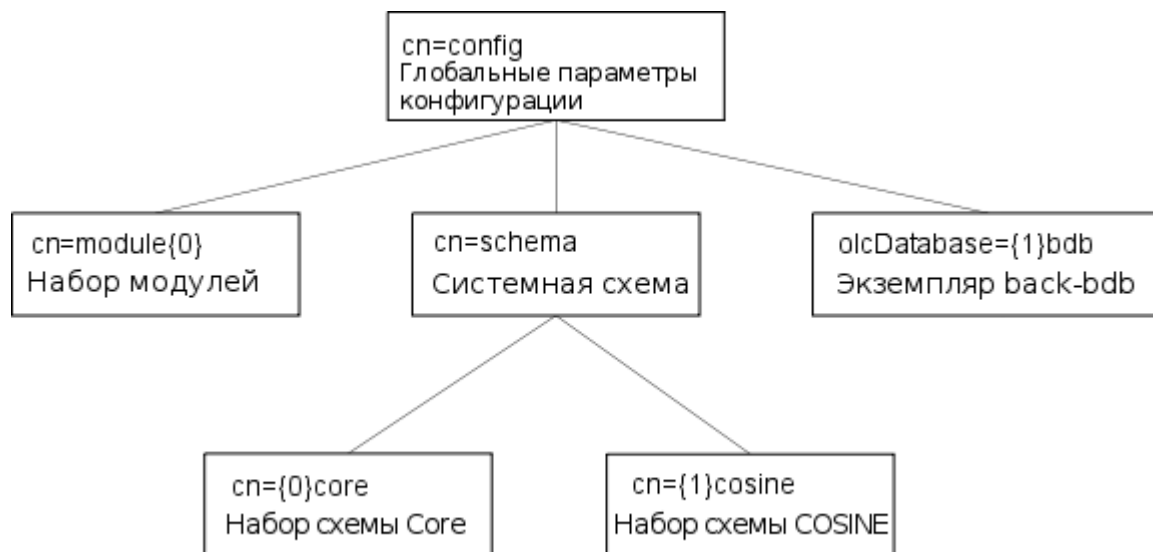 cn=config
Глобальные параметры
конфигурации
cn=module{0}
Набор модулей
cn=schema
Системная схема
olcDatabase={1}bdb
Экземпляр back-bdb
cn={0}core
Набор схемы Core
cn={1}cosine
Набор схемы COSINE